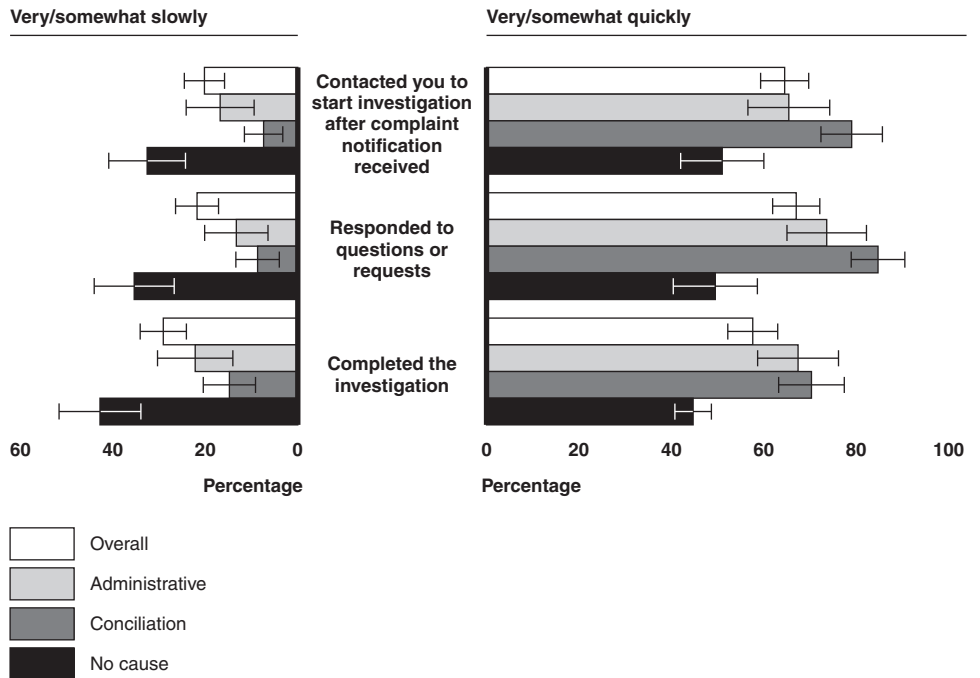 Very/somewhat slowly
Very/somewhat quickly
Contacted you to
start investigation
after complaint
notification
received
Responded to
questions or
requests
Completed the
investigation
60 40 20 0
0 20 40 60 80 100
Percentage
Percentage
Overall
Administrative
Conciliation
No cause